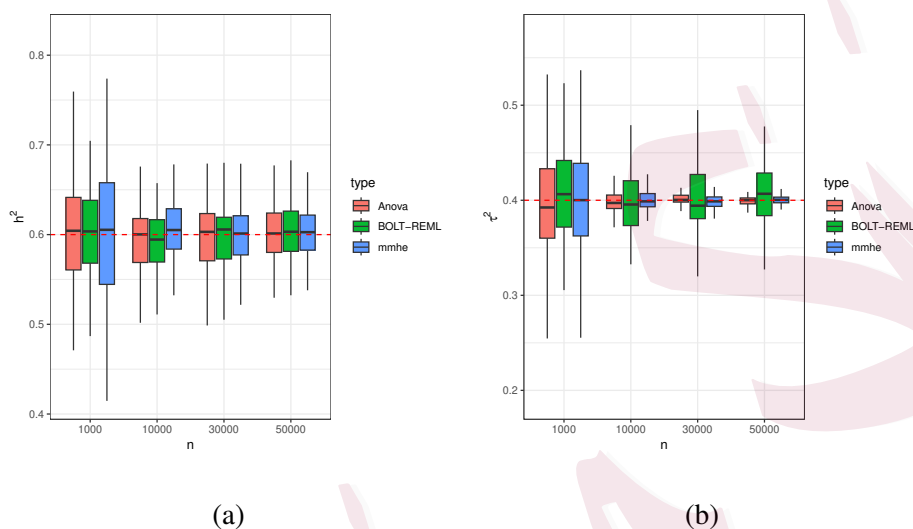 0.8
0.7
0.6
0.5
0.4
h²
1000
10000
30000
50000
n
type
Anova
BOLT−REML
mmhe
(a)
0.5
0.4
0.3
0.2
τ²
1000
10000
30000
50000
n
type
Anova
BOLT−REML
mmhe
(b)